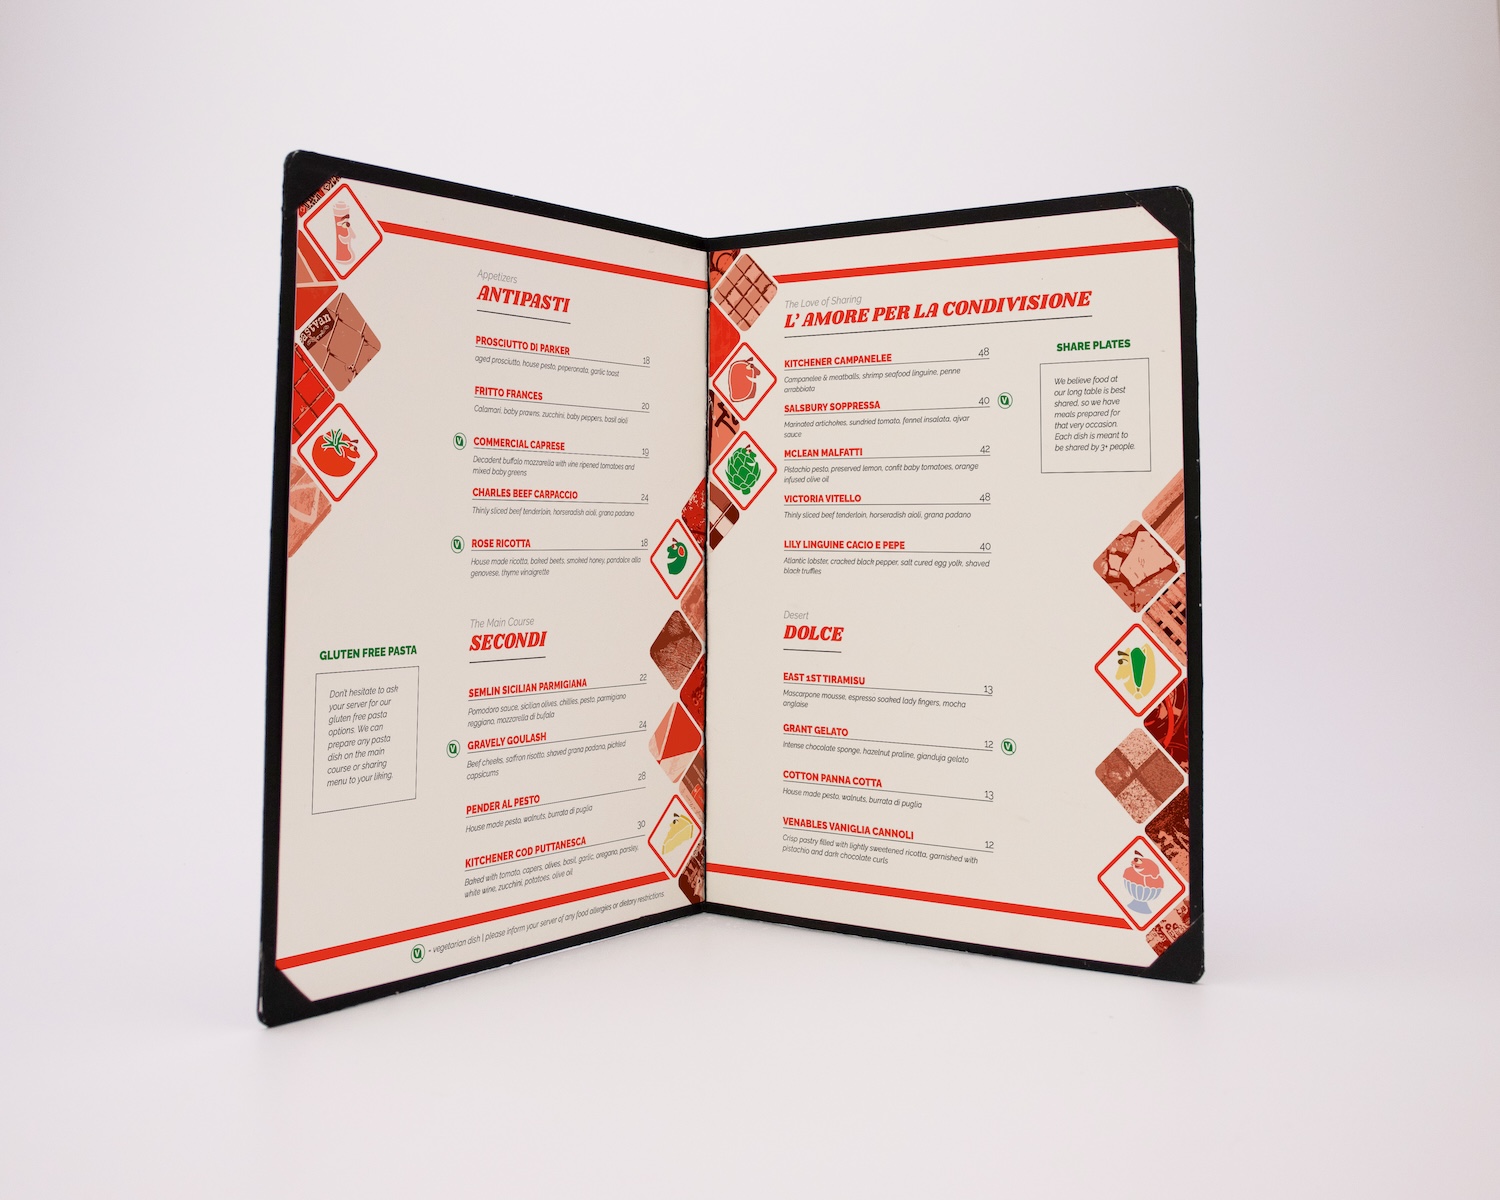 Appetizers
ANTIPASTI
PROSCIUTTO DI PARKER 18
aged prosciutto, house pesto, peperonata, garlic toast
FRITTO FRANCES 20
Calamari, baby prawns, zucchini, baby peppers, basil aioli
V COMMERCIAL CAPRESE 19
Decadent buffalo mozzarella with vine ripened tomatoes and
mixed baby greens
CHARLES BEEF CARPACCIO 24
Thinly sliced beef tenderloin, horseradish aioli, grana padano
V ROSE RICOTTA 18
House made ricotta, baked beets, smoked honey, pandolce alla
genovese, thyme vinaigrette
The Main Course
SECONDI
SEMLIN SICILIAN PARMIGIANA 22
Pomodoro sauce, sicilian olives, chillies, pesto, parmigiano
reggiano, mozzarella di bufala
V GRAVELY GOULASH 24
Beef cheeks, saffron risotto, shaved grana padano, pickled
capsicums
PENDER AL PESTO 28
House made pesto, walnuts, burrata di puglia
KITCHENER COD PUTTANESCA 30
Baked with tomato, capers, olives, basil, garlic, oregano, parsley,
white wine, zucchini, potatoes, olive oil
GLUTEN FREE PASTA
Don't hesitate to ask
your server for our
gluten free pasta
options. We can
prepare any pasta
dish on the main
course or sharing
menu to your liking.
V - vegetarian dish | please inform your server of any food allergies or dietary restrictions
The Love of Sharing
L' AMORE PER LA CONDIVISIONE
KITCHENER CAMPANELEE 48
Campanelee & meatballs, shrimp seafood linguine, penne
arrabbiata
SALSBURY SOPPRESSA 40 V
Marinated artichokes, sundried tomato, fennel insalata, ajvar
sauce
MCLEAN MALFATTI 42
Pistachio pesto, preserved lemon, confit baby tomatoes, orange
infused olive oil
VICTORIA VITELLO 48
Thinly sliced beef tenderloin, horseradish aioli, grana padano
LILY LINGUINE CACIO E PEPE 40
Atlantic lobster, cracked black pepper, salt cured egg yolk, shaved
black truffles
SHARE PLATES
We believe food at
our long table is best
shared, so we have
meals prepared for
that very occasion.
Each dish is meant to
be shared by 3+ people.
Desert
DOLCE
EAST 1ST TIRAMISU 13
Mascarpone mousse, espresso soaked lady fingers, mocha
anglaise
GRANT GELATO 12 V
Intense chocolate sponge, hazelnut praline, gianduja gelato
COTTON PANNA COTTA 13
House made pesto, walnuts, burrata di puglia
VENABLES VANIGLIA CANNOLI 12
Crisp pastry filled with lightly sweetened ricotta, garnished with
pistachio and dark chocolate curls